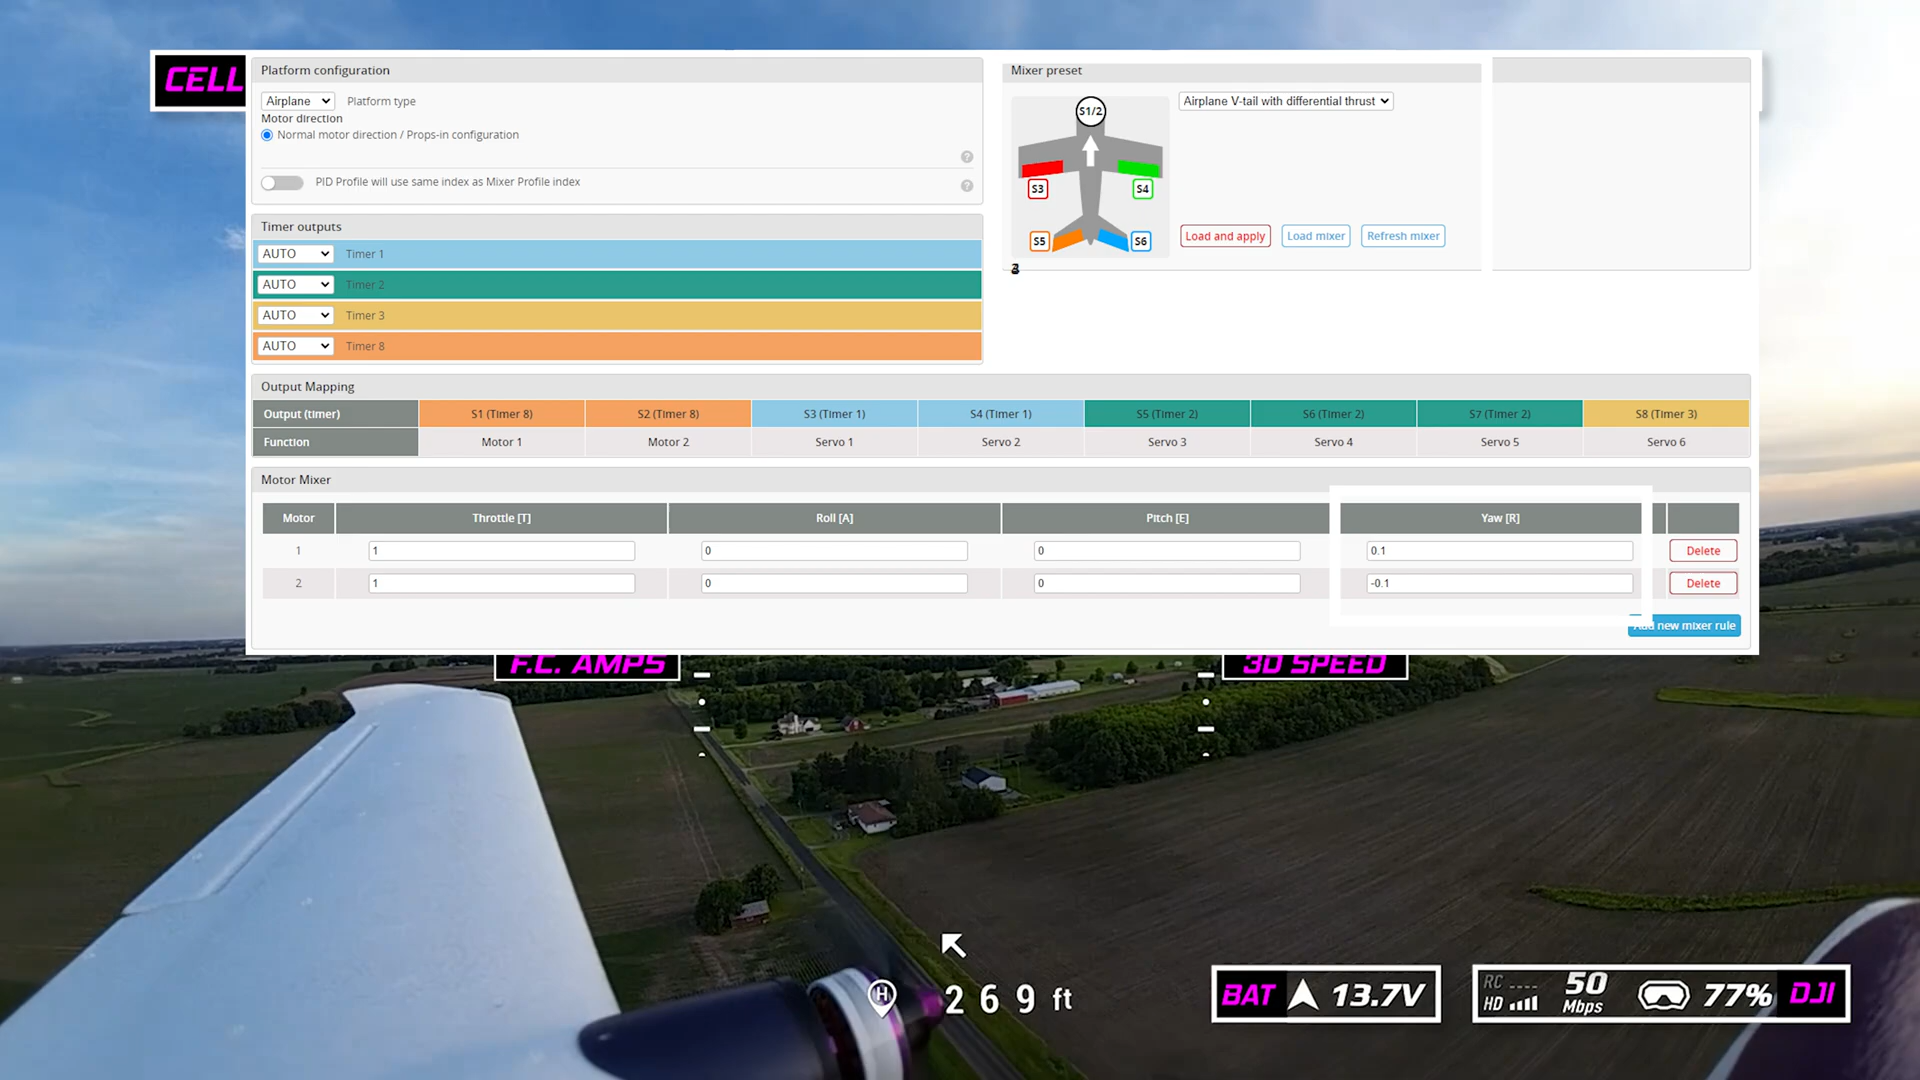 CELL
Platform configuration
Airplane Platform type
Motor direction
Normal motor direction / Props-in configuration
?
PID Profile will use same index as Mixer Profile index
?
Mixer preset
Airplane V-tail with differential thrust
S1/2
S3
S4
S5
S6
Load and apply
Load mixer
Refresh mixer
Timer outputs
AUTO Timer 1
AUTO Timer 2
AUTO Timer 3
AUTO Timer 8
Output Mapping
Output (timer) S1 (Timer 8) S2 (Timer 8) S3 (Timer 1) S4 (Timer 1) S5 (Timer 2) S6 (Timer 2) S7 (Timer 2) S8 (Timer 3)
Function Motor 1 Motor 2 Servo 1 Servo 2 Servo 3 Servo 4 Servo 5 Servo 6
Motor Mixer
Motor Throttle [T] Roll [A] Pitch [E] Yaw [R]
1 1 0 0 0.1 Delete
2 1 0 0 -0.1 Delete
Add new mixer rule
F.C. AMPS
3D SPEED
H 269 ft
BAT 13.7V
RC
HD
50
Mbps
77%
DJI